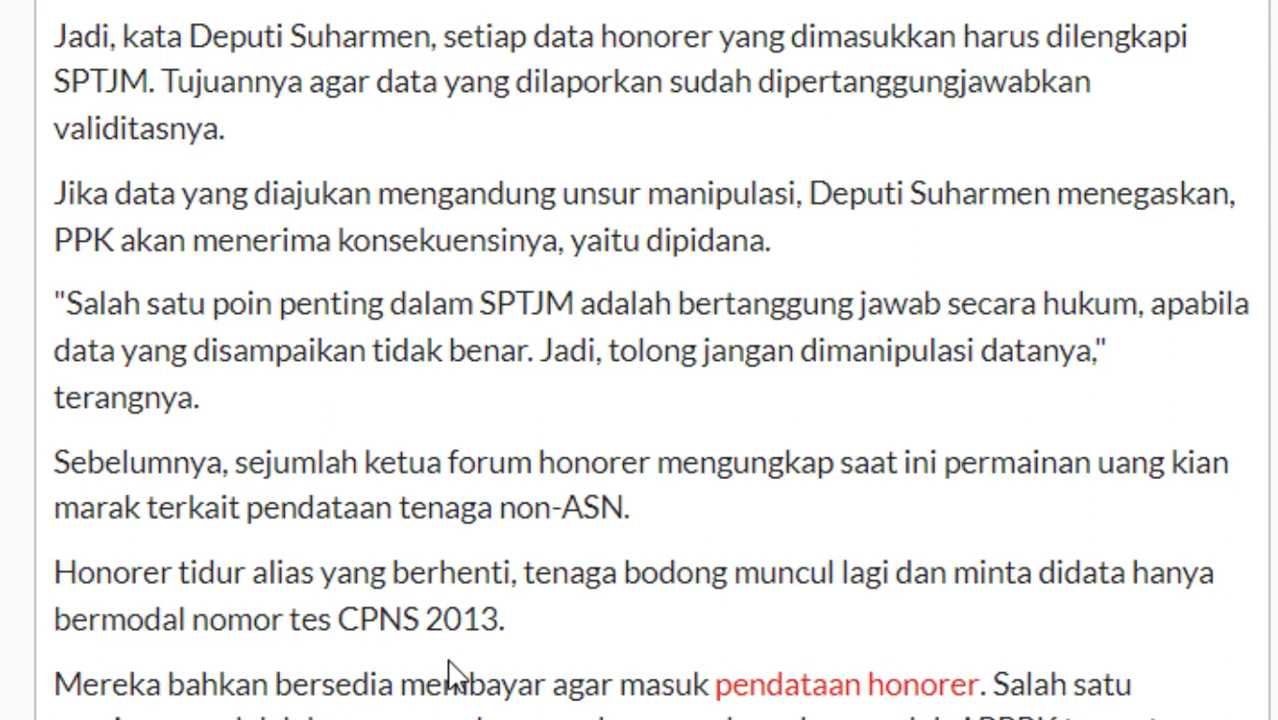 Jadi, kata Deputi Suharmen, setiap data honorer yang dimasukkan harus dilengkapi
SPTJM. Tujuannya agar data yang dilaporkan sudah dipertanggungjawabkan
validitasnya.
Jika data yang diajukan mengandung unsur manipulasi, Deputi Suharmen menegaskan,
PPK akan menerima konsekuensinya, yaitu dipidana.
"Salah satu poin penting dalam SPTJM adalah bertanggung jawab secara hukum, apabila
data yang disampaikan tidak benar. Jadi, tolong jangan dimanipulasi datanya,"
terangnya.
Sebelumnya, sejumlah ketua forum honorer mengungkap saat ini permainan uang kian
marak terkait pendataan tenaga non-ASN.
Honorer tidur alias yang berhenti, tenaga bodong muncul lagi dan minta didata hanya
bermodal nomor tes CPNS 2013.
Mereka bahkan bersedia membayar agar masuk pendataan honorer. Salah satu